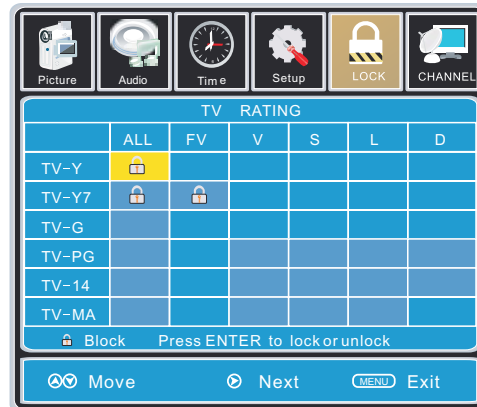 Picture Audio Time Setup LOCK CHANNEL
TV RATING
ALL FV V S L D
TV-Y
TV-Y7
TV-G
TV-PG
TV-14
TV-MA
Block Press ENTER to lock or unlock
Move Next MENU Exit